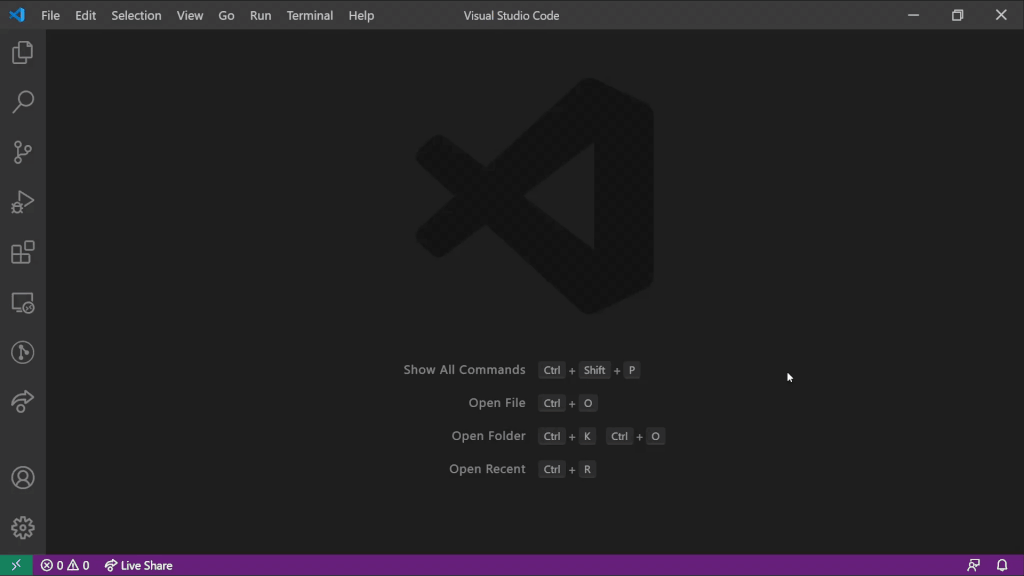 File Edit Selection View Go Run Terminal Help Visual Studio Code
Show All Commands Ctrl + Shift + P
Open File Ctrl + O
Open Folder Ctrl + K Ctrl + O
Open Recent Ctrl + R
0 0 Live Share